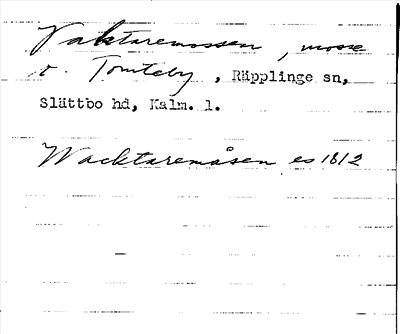 Vaktaremossen, mosse
v. Tomteby, Räpplinge sn,
Slättbo hd, Kalm. l.
Wacktaremåsen es 1812